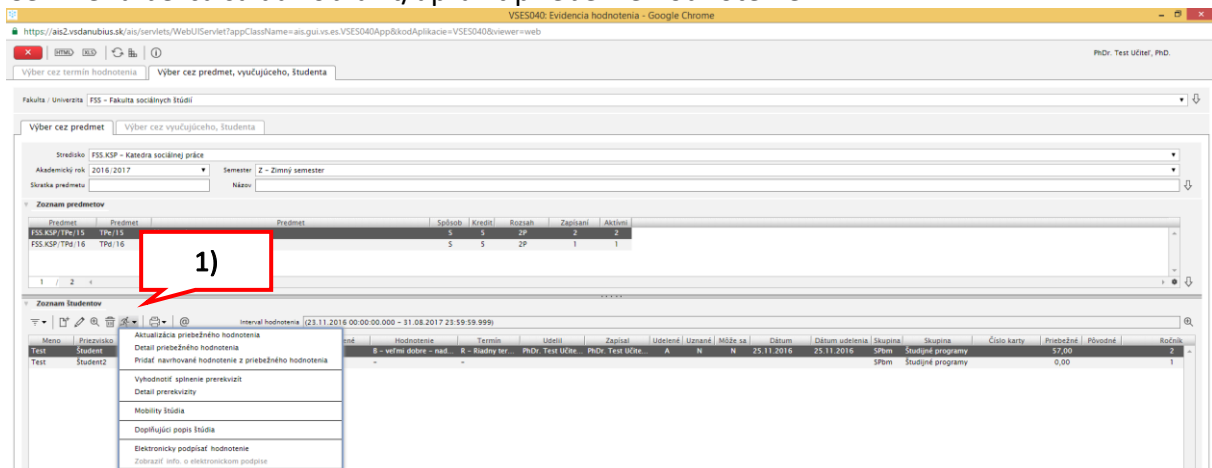 VSES040: Evidencia hodnotenia - Google Chrome
https://ais2.vsdanubius.sk/ais/servlets/WebUIServlet?appClassName=ais.gui.vs.es.VSES040App&kodAplikacie=VSES040&viewer=web
HTML XLS PhDr. Test Učiteľ, PhD.
Výber cez termín hodnotenia Výber cez predmet, vyučujúceho, študenta
Fakulta / Univerzita FSS – Fakulta sociálnych štúdií
Výber cez predmet Výber cez vyučujúceho, študenta
Stredisko FSS.KSP – Katedra sociálnej práce
Akademický rok 2016/2017 Semester Z – Zimný semester
Skratka predmetu Názov
Zoznam predmetov
Predmet Predmet Predmet Spôsob Kredit Rozsah Zapísaní Aktívni
FSS.KSP/TPe/15 TPe/15 S 5 2P 2 2
FSS.KSP/TPd/16 TPd/16 S 5 2P 1 1
1)
1 / 2
Zoznam študentov
Interval hodnotenia (23.11.2016 00:00:00.000 – 31.08.2017 23:59:59.999)
Meno Priezvisko Hodnotenie Termín Udelil Zapísal Udelené Uznané Môže sa Dátum Dátum udelenia Skupina Skupina Číslo karty Priebežné Pôvodné Ročník
Test Študent B – veľmi dobre – nad... R – Riadny ter... PhDr. Test Učite... PhDr. Test Učite... A N N 25.11.2016 25.11.2016 SPbm Študijné programy 57,00 2
Test Študent2 – – SPbm Študijné programy 0,00 1
Aktualizácia priebežného hodnotenia
Detail priebežného hodnotenia
Pridať navrhované hodnotenie z priebežného hodnotenia
Vyhodnotiť splnenie prerekvizít
Detail prerekvizity
Mobility štúdia
Doplňujúci popis štúdia
Elektronicky podpísať hodnotenie
Zobraziť info. o elektronickom podpise